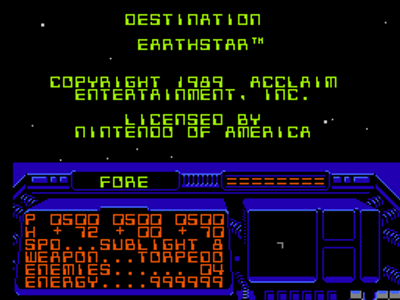 DESTINATION
EARTHSTAR™
COPYRIGHT 1989 ACCLAIM
ENTERTAINMENT, INC.
LICENSED BY
NINTENDO OF AMERICA
FORE
P 0500 0500 0500
H + 72 + 00 + 70
SPD...SUBLIGHT 8
WEAPON...TORPEDO
ENEMIES...... 04
ENERGY....999999